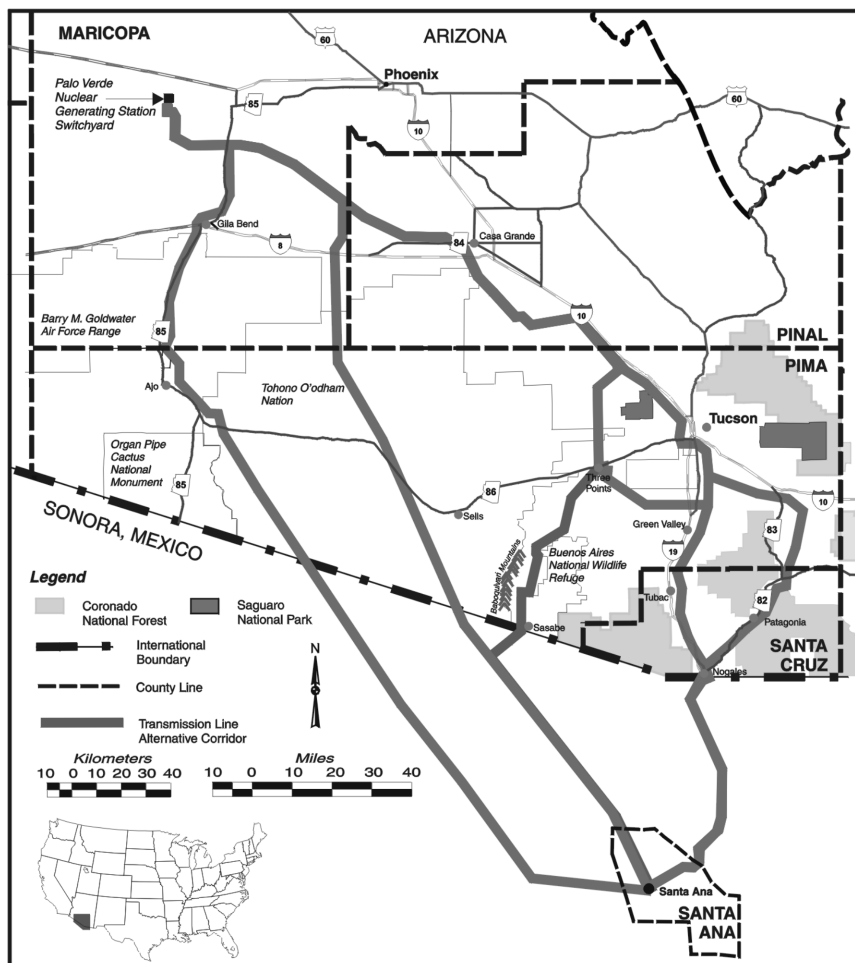 MARICOPA
ARIZONA
60
Phoenix
Palo Verde
Nuclear
Generating Station
Switchyard
85
10
60
Gila Bend
8
84
Casa Grande
Barry M. Goldwater
Air Force Range
85
10
PINAL
PIMA
Ajo
Tohono O'odham
Nation
Tucson
Organ Pipe
Cactus
National
Monument
85
86
Three
Points
10
Sells
Green Valley
83
SONORA, MEXICO
19
Baboquivari Mountains
Buenos Aires
National Wildlife
Refuge
Tubac
82
Patagonia
Sasabe
SANTA
CRUZ
Nogales
Legend
Coronado
National Forest
Saguaro
National Park
International
Boundary
County Line
Transmission Line
Alternative Corridor
N
Kilometers
10 0 10 20 30 40
Miles
10 0 10 20 30 40
Santa Ana
SANTA
ANA